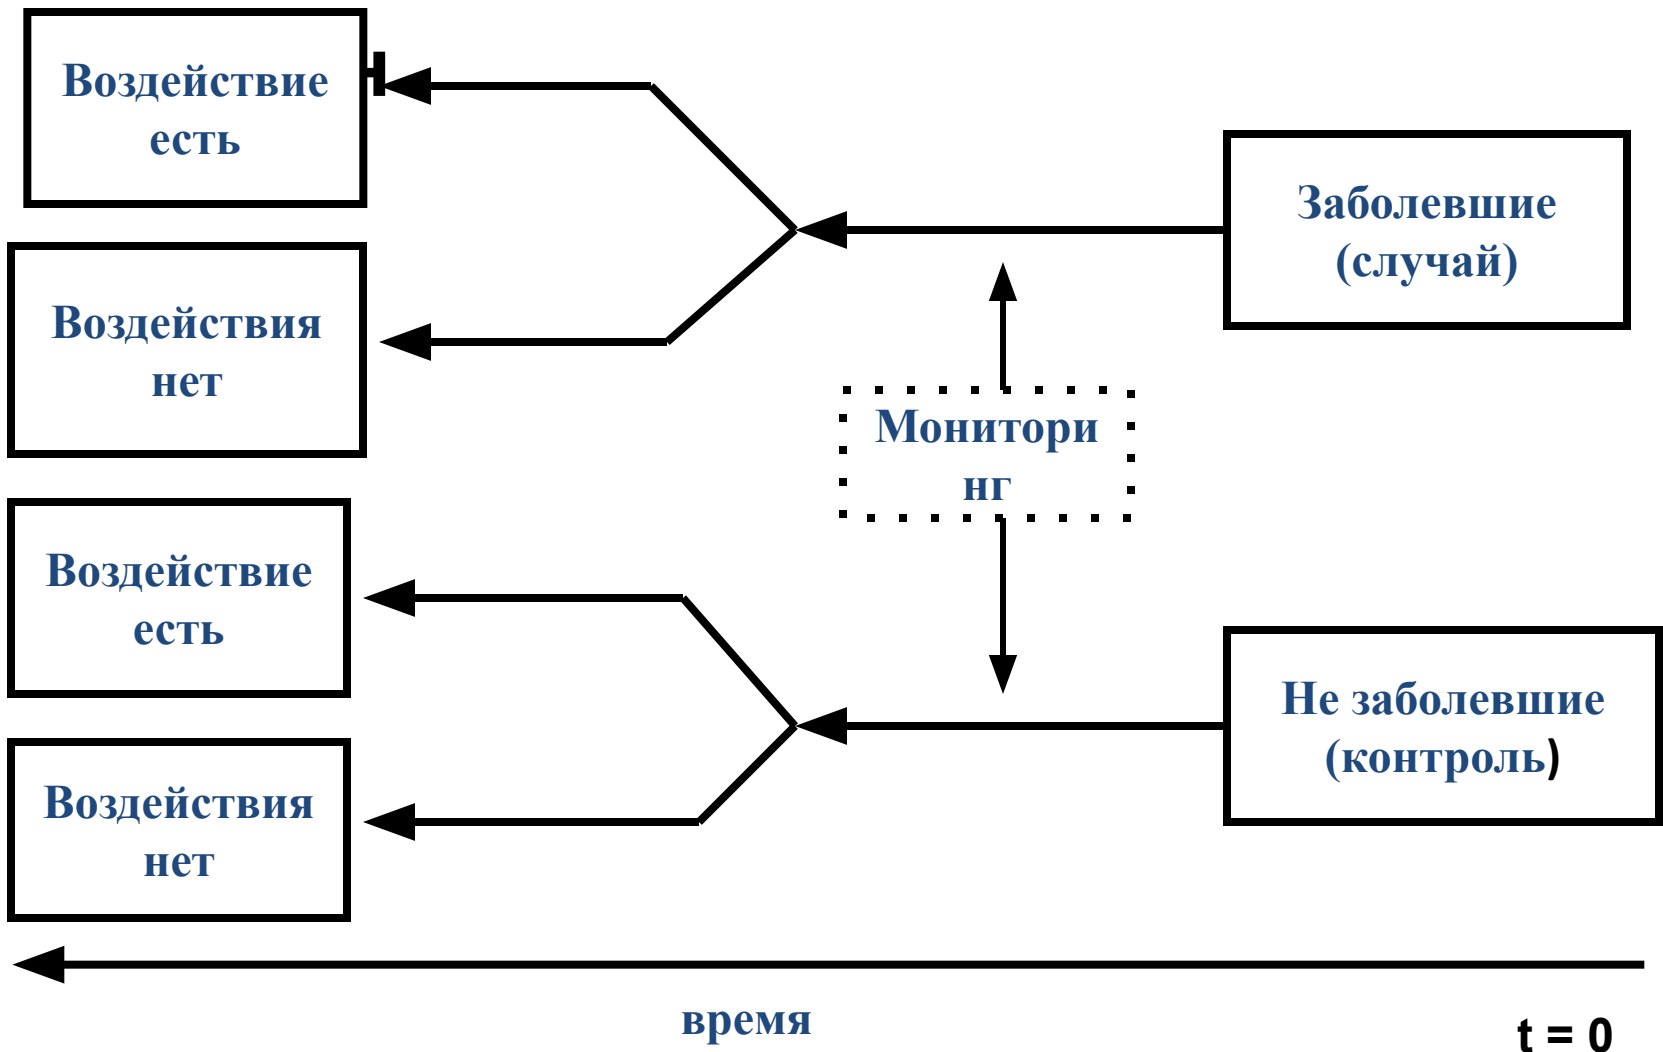 Воздействие
есть
Заболевшие
(случай)
Воздействия
нет
Монитори
нг
Воздействие
есть
Не заболевшие
(контроль)
Воздействия
нет
время
t = 0